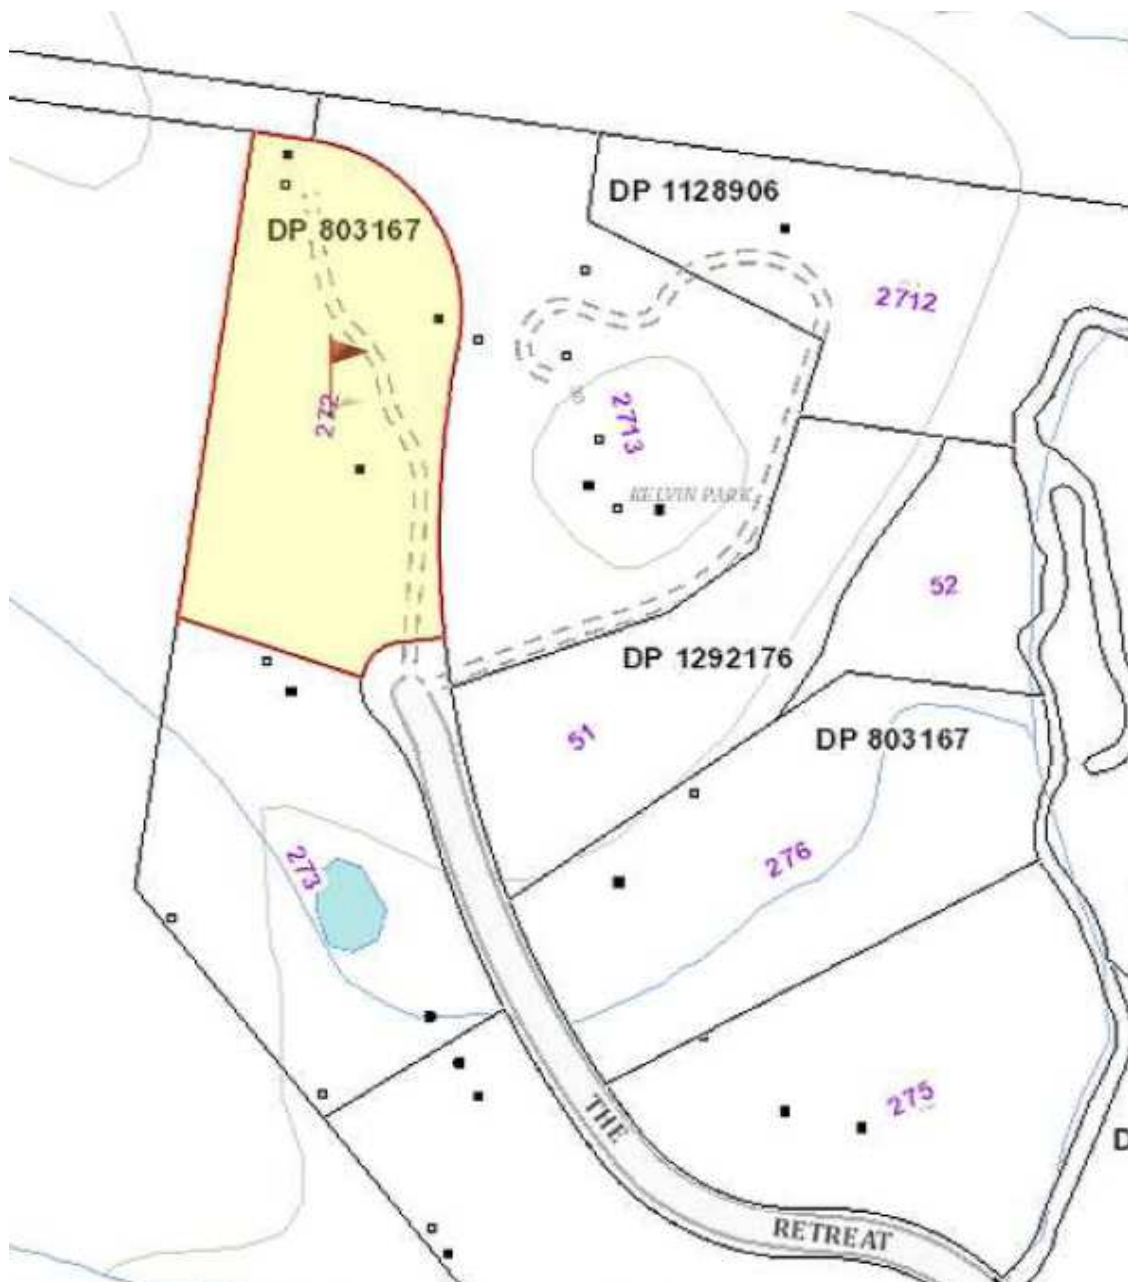 DP 1128906
DP 803167
2712
272
2713
KELVIN PARK
52
DP 1292176
51
DP 803167
276
273
275
THE
RETREAT
D